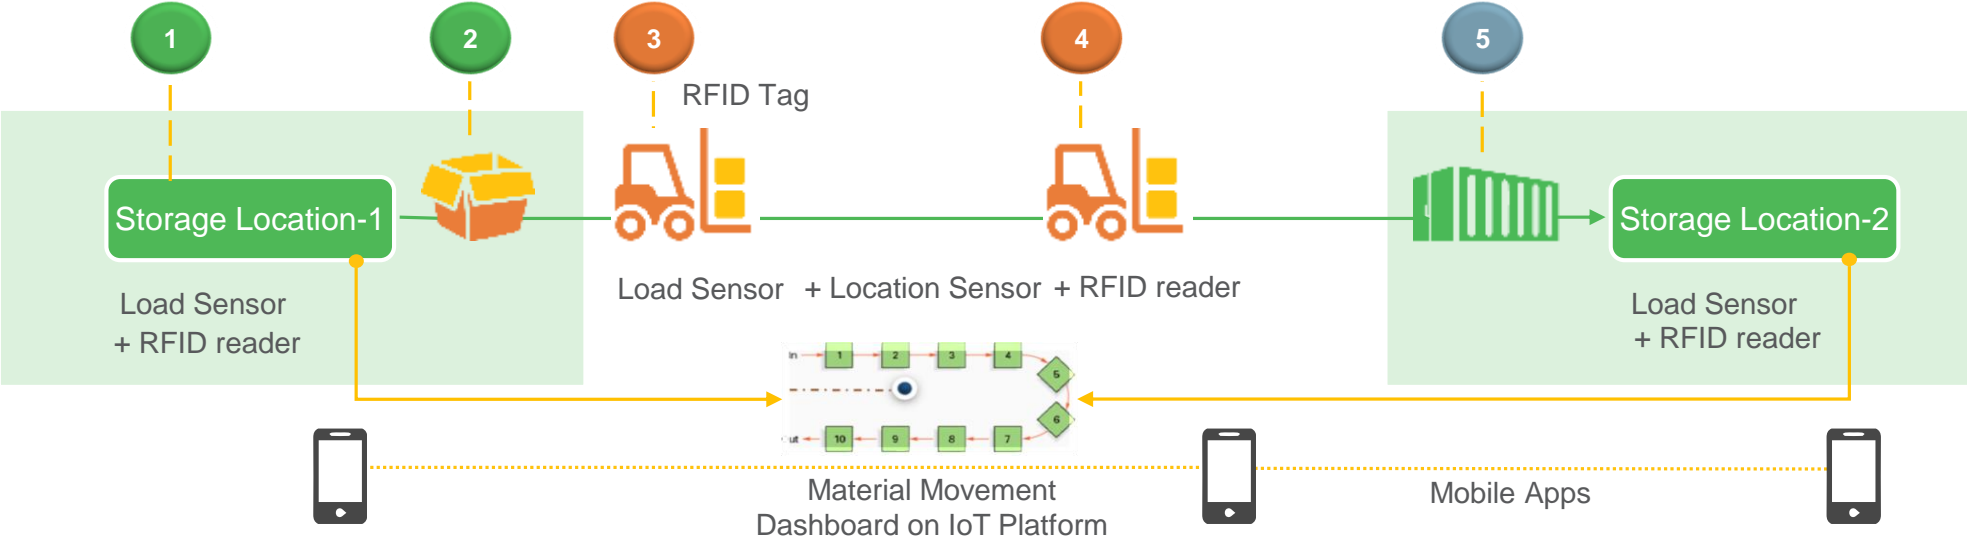 1
2
3
4
5
RFID Tag
Storage Location-1
Storage Location-2
Load Sensor + Location Sensor + RFID reader
Load Sensor
+ RFID reader
Load Sensor
+ RFID reader
In 1 2 3 4
5
6
10 9 8 7
Material Movement
Dashboard on IoT Platform
Mobile Apps